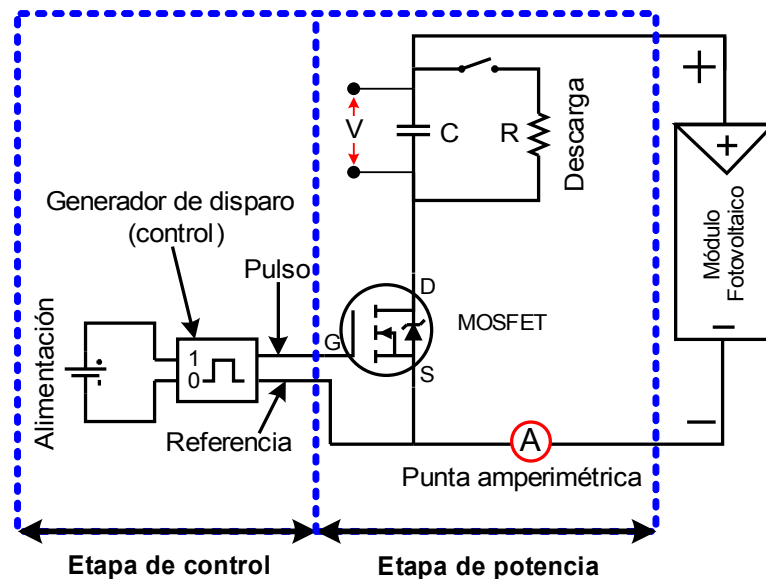 Generador de disparo
(control)
Pulso
Alimentación
1
0
Referencia
V
C
R
Descarga
D
G
S
MOSFET
A
Punta amperimétrica
+
+
Módulo
Fotovoltaico
−
−
Etapa de control
Etapa de potencia